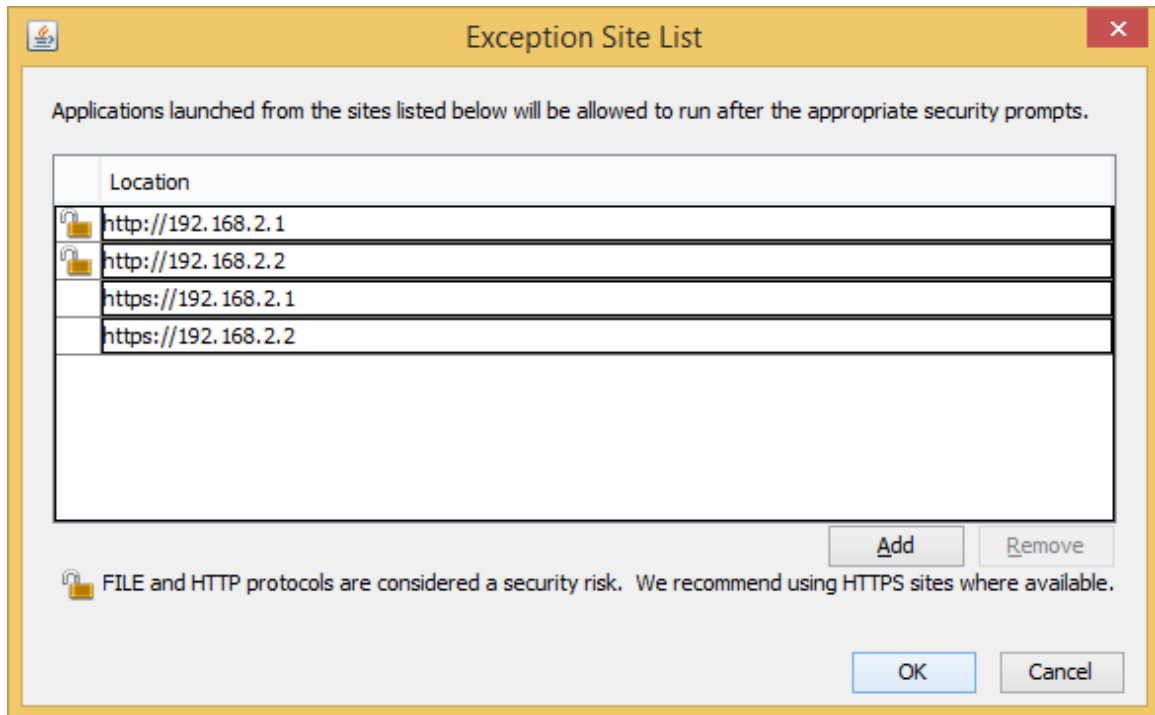 Exception Site List
Applications launched from the sites listed below will be allowed to run after the appropriate security prompts.
Location
http://192.168.2.1
http://192.168.2.2
https://192.168.2.1
https://192.168.2.2
Add Remove
FILE and HTTP protocols are considered a security risk. We recommend using HTTPS sites where available.
OK Cancel